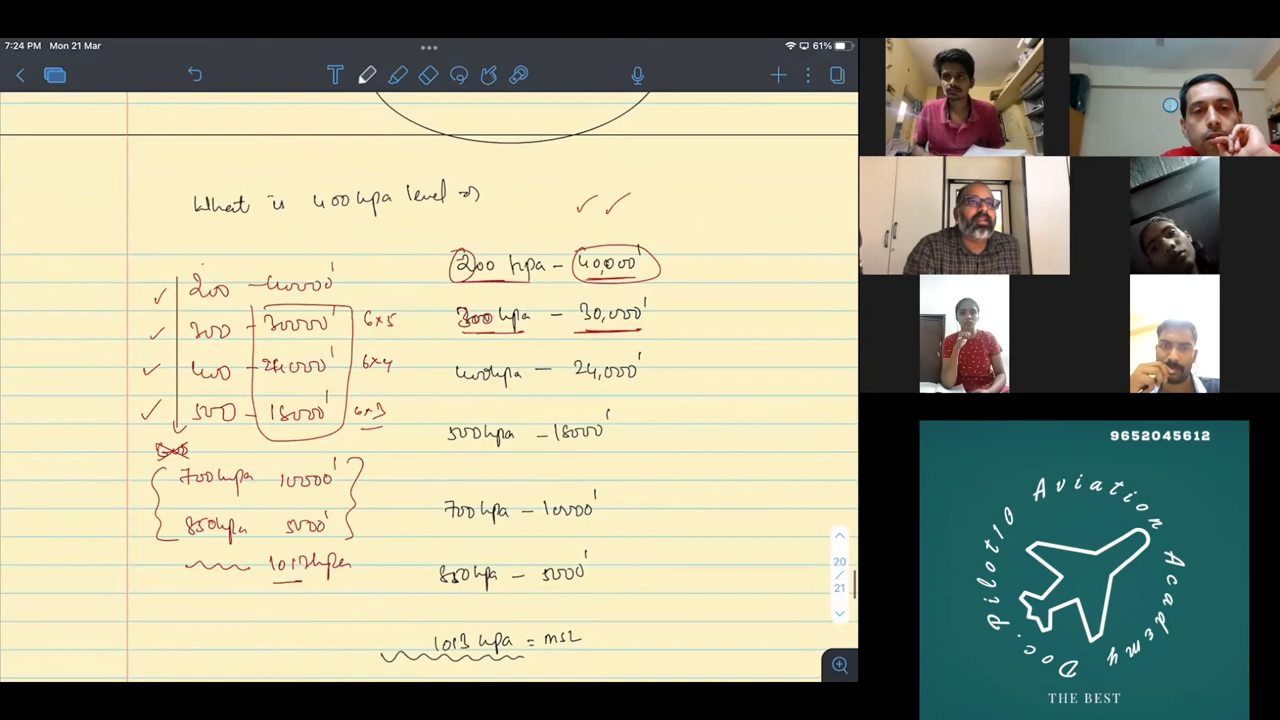 7:24 PM Mon 21 Mar
61%
What is 400hpa level
200 hpa - 40,000'
300 hpa - 30,000'
400hpa - 24,000'
500hpa - 18000'
700hpa - 10000'
850hpa - 5000'
1013 hpa = msL
200 - 40000'
300 - 30000' 6x5
400 - 24000' 6x4
500 - 18000' 6x3
700hpa 10000'
850hpa 5000'
1013hpa
20
/
21
9652045612
Doc.Pilot10 Aviation Academy
THE BEST